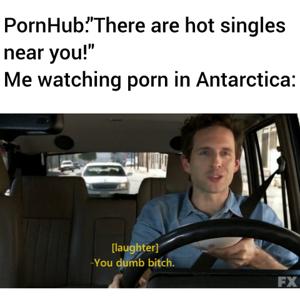 PornHub:"There are hot singles
near you!"
Me watching porn in Antarctica:
[laughter]
-You dumb bitch.
FX